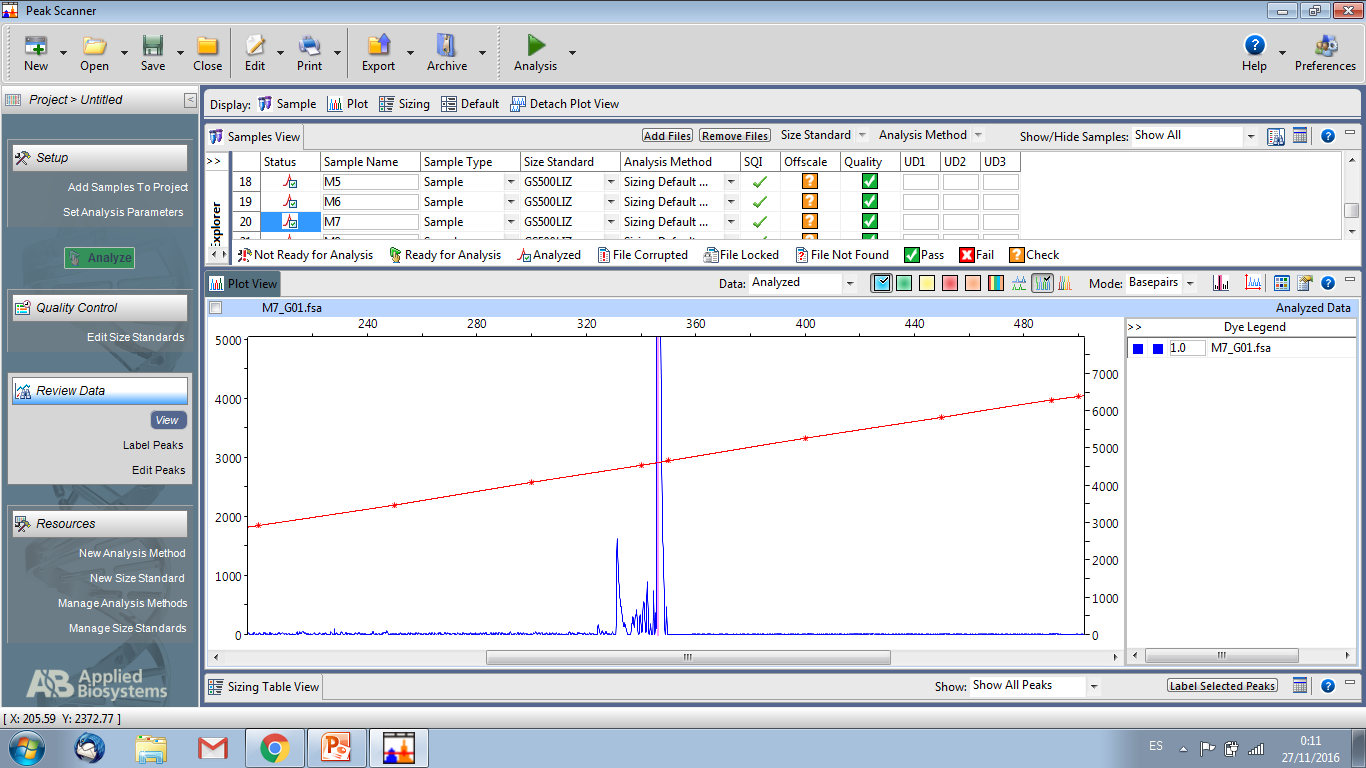 Peak Scanner
New Open Save Close Edit Print Export Archive Analysis Help Preferences
Project > Untitled
<
Setup
Add Samples To Project
Set Analysis Parameters
Analyze
Quality Control
Edit Size Standards
Review Data
View
Label Peaks
Edit Peaks
Resources
New Analysis Method
New Size Standard
Manage Analysis Methods
Manage Size Standards
AB Applied Biosystems
Display: Sample Plot Sizing Default Detach Plot View
Samples View Add Files Remove Files Size Standard Analysis Method Show/Hide Samples: Show All
>> Status Sample Name Sample Type Size Standard Analysis Method SQI Offscale Quality UD1 UD2 UD3
18 M5 Sample GS500LIZ Sizing Default ...
19 M6 Sample GS500LIZ Sizing Default ...
20 M7 Sample GS500LIZ Sizing Default ...
Not Ready for Analysis Ready for Analysis Analyzed File Corrupted File Locked File Not Found Pass Fail Check
Plot View Data: Analyzed Mode: Basepairs
M7_G01.fsa Analyzed Data
240 280 320 360 400 440 480
5000
4000
3000
2000
1000
0
7000
6000
5000
4000
3000
2000
1000
0
>> Dye Legend
1.0 M7_G01.fsa
Sizing Table View Show: Show All Peaks Label Selected Peaks
[ X: 205.59 Y: 2372.77 ]
ES
0:11
27/11/2016